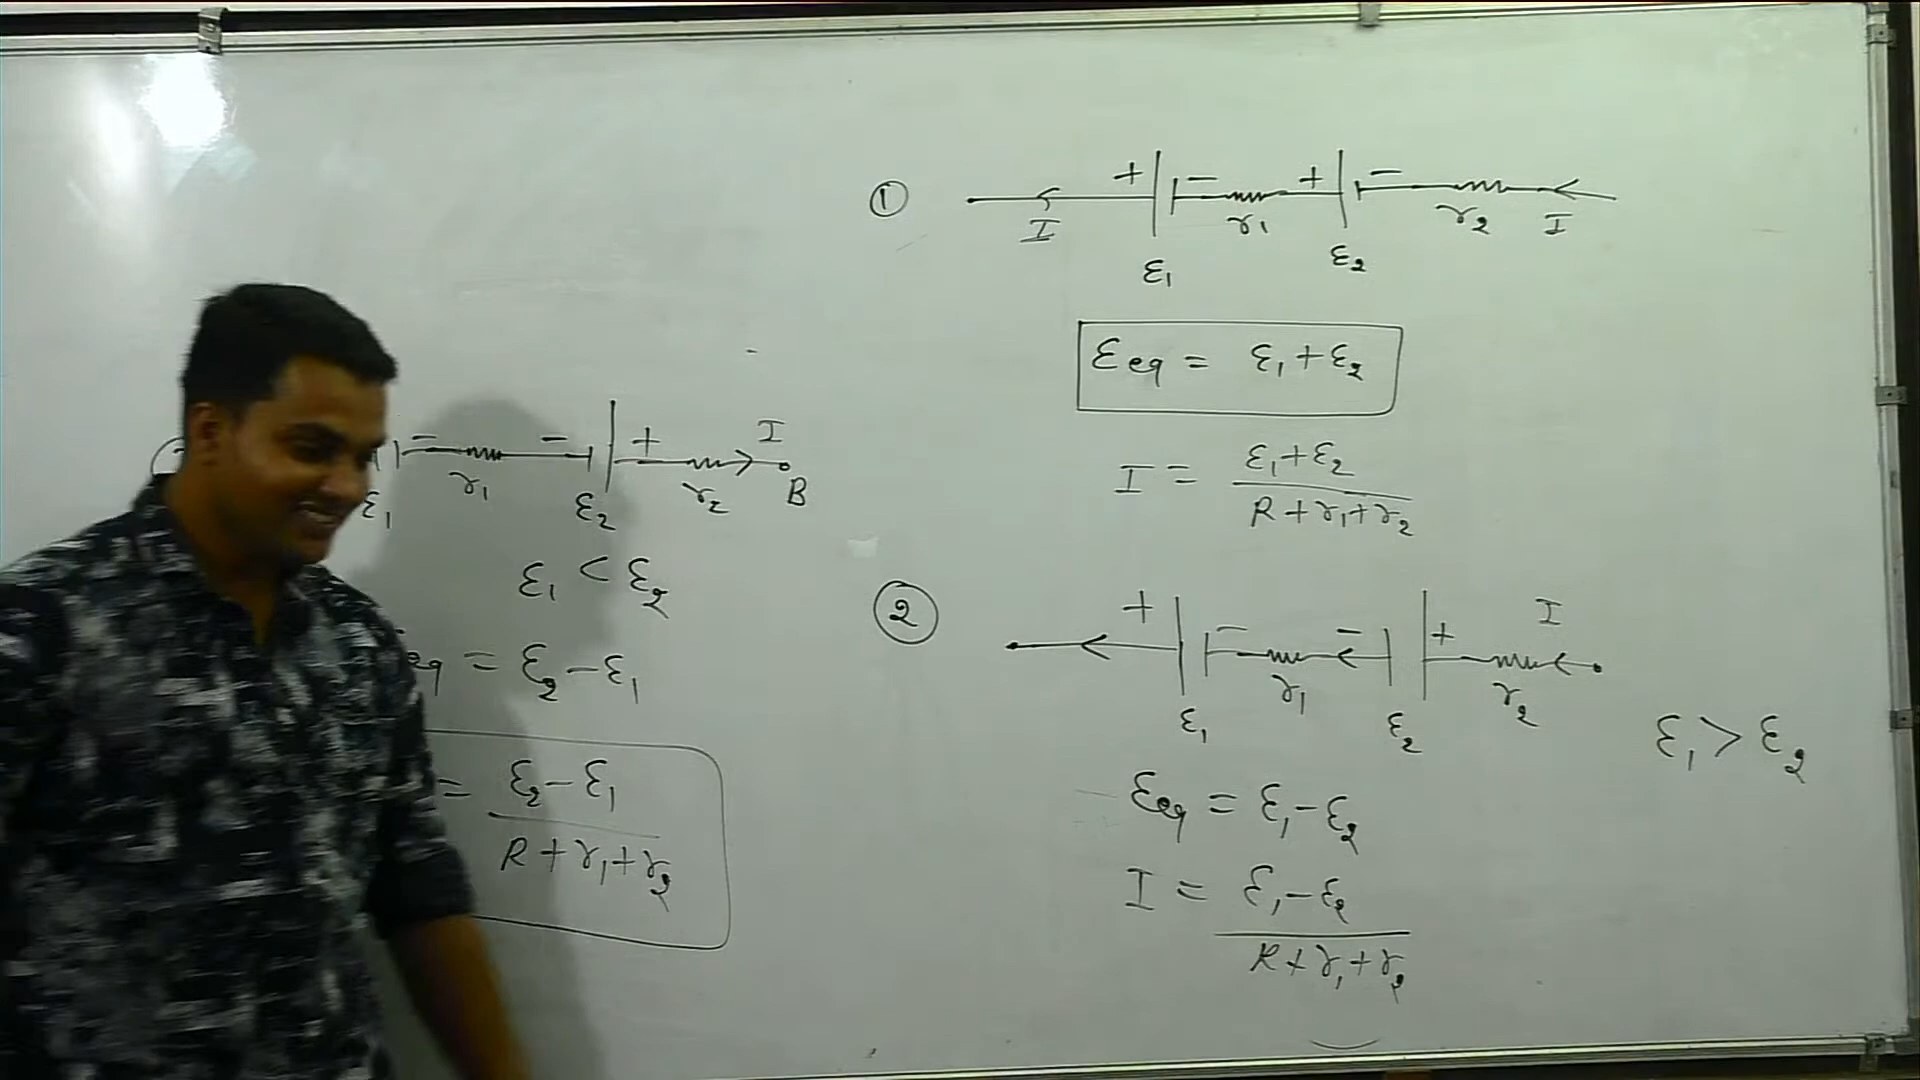 + - + -
① I r₁ r₂ I
ε₁ ε₂
εeq = ε₁ + ε₂
I = ε₁ + ε₂
R + r₁ + r₂
② + - - + I
r₁ r₂
ε₁ ε₂ ε₁ > ε₂
εeq = ε₁ - ε₂
I = ε₁ - ε₂
R + r₁ + r₂
- - + I
r₁ r₂ B
ε₁ ε₂
ε₁ < ε₂
eq = ε₂ - ε₁
= ε₂ - ε₁
R + r₁ + r₂